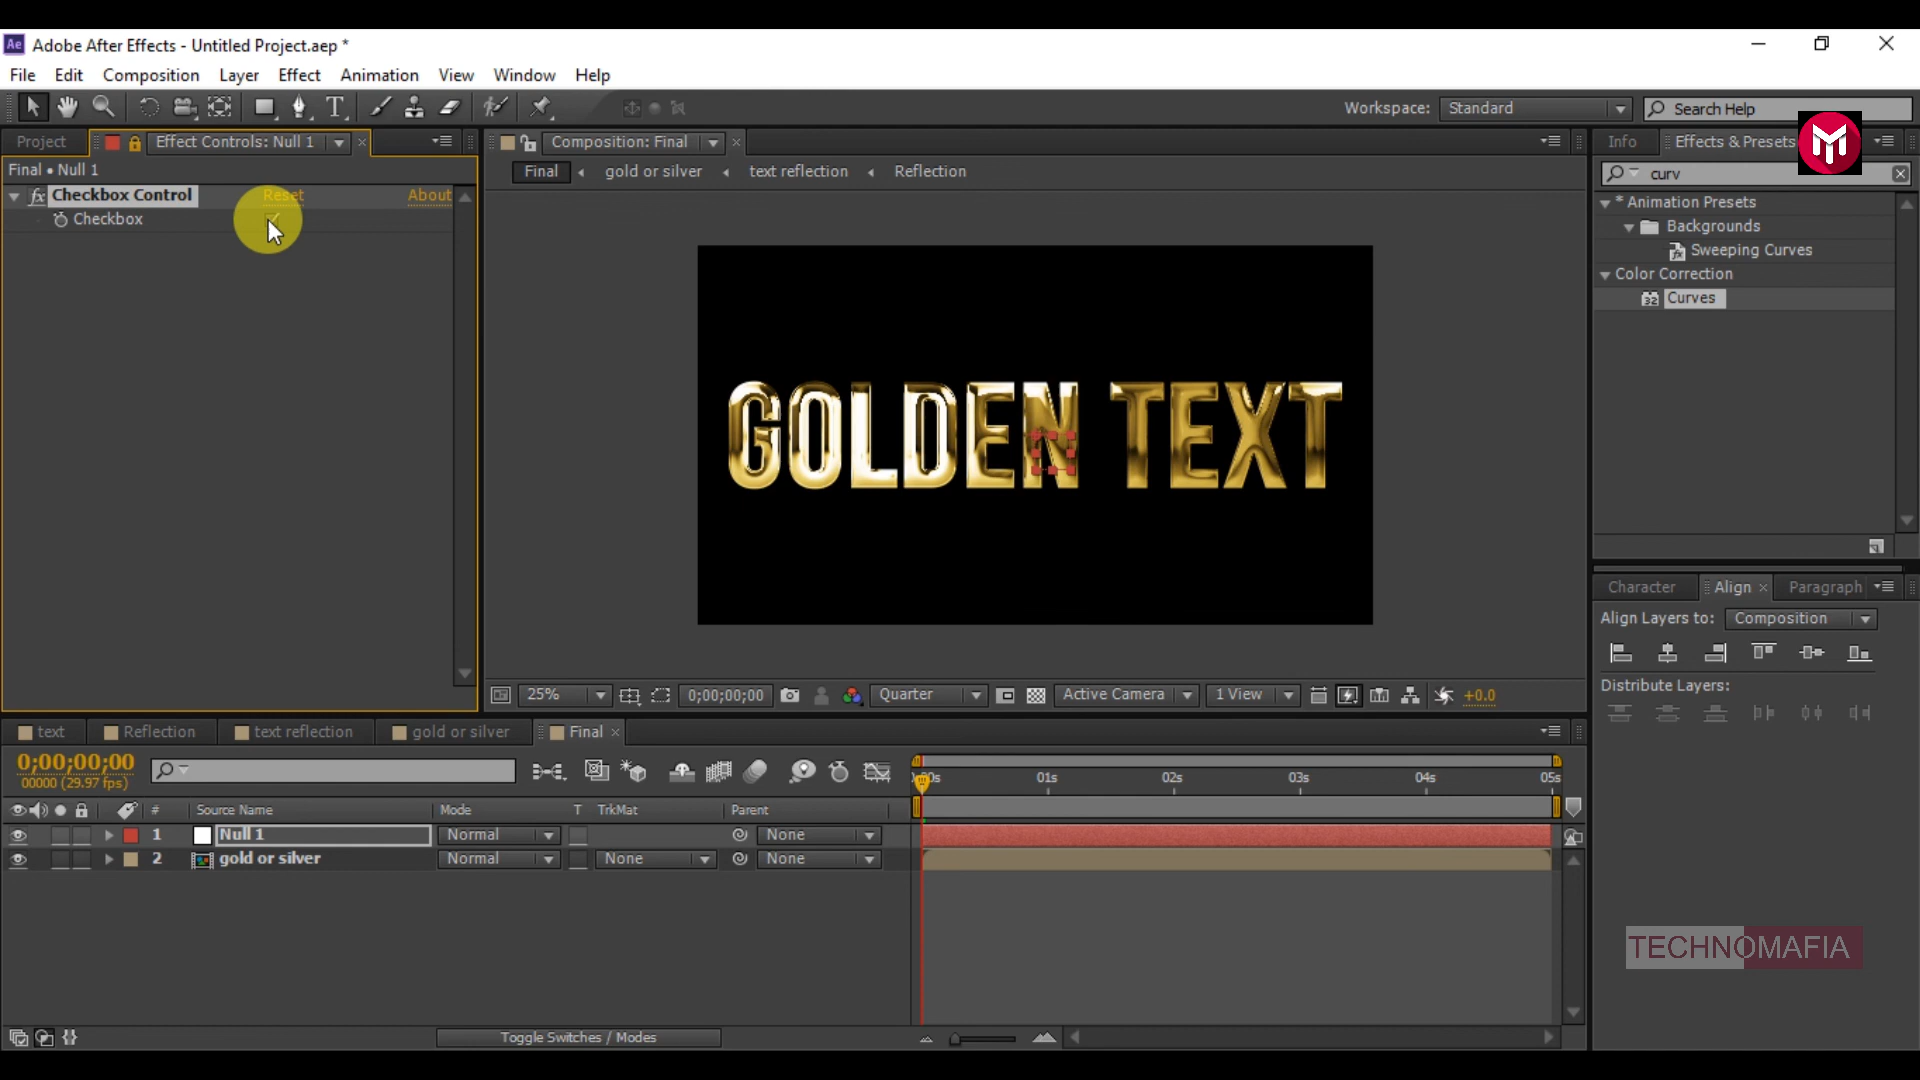 Ae Adobe After Effects - Untitled Project.aep *
File Edit Composition Layer Effect Animation View Window Help
Workspace: Standard Search Help
Project Effect Controls: Null 1 Composition: Final Info Effects & Presets
Final • Null 1 Final gold or silver text reflection Reflection curv
fx Checkbox Control Reset About
Checkbox
* Animation Presets
Backgrounds
Sweeping Curves
Color Correction
32 Curves
GOLDEN TEXT
Character Align Paragraph
Align Layers to: Composition
Distribute Layers:
25% 0;00;00;00 Quarter Active Camera 1 View +0.0
text Reflection text reflection gold or silver Final
0;00;00;00
00000 (29.97 fps)
01s 02s 03s 04s 05s
# Source Name Mode T TrkMat Parent
1 Null 1 Normal None
2 gold or silver Normal None None
TECHNOMAFIA
Toggle Switches / Modes